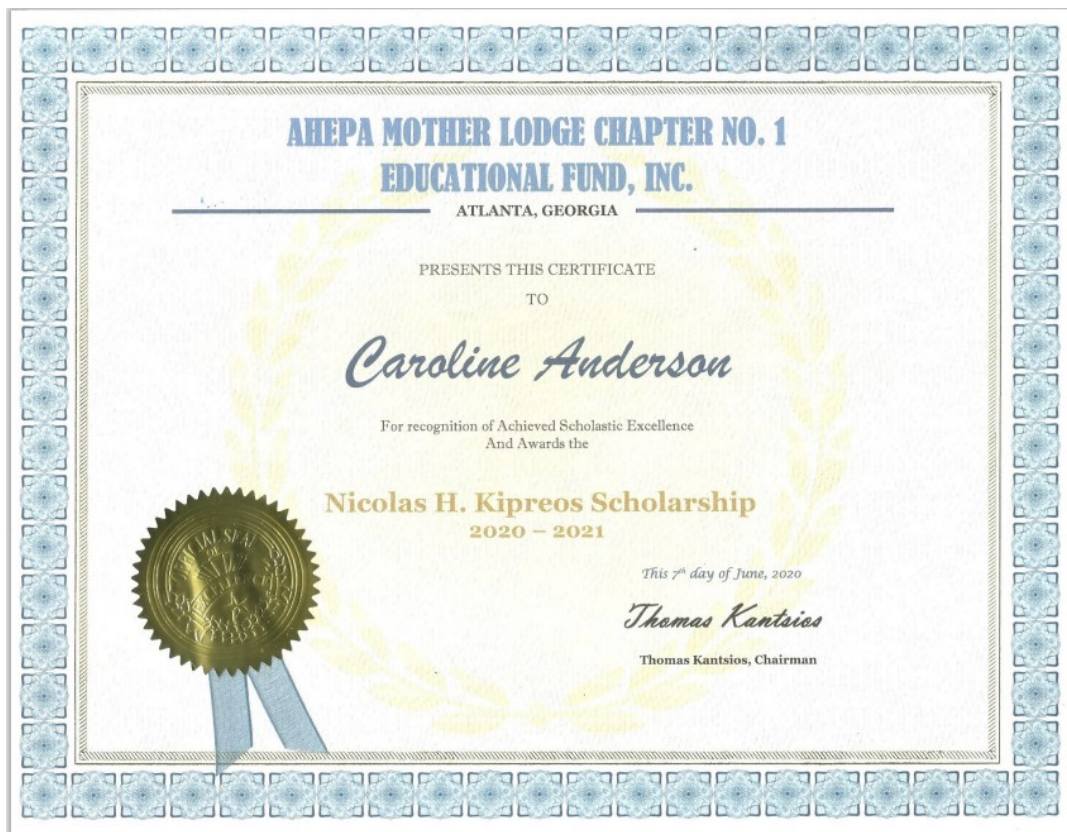 AHEPA MOTHER LODGE CHAPTER NO. 1
EDUCATIONAL FUND, INC.
ATLANTA, GEORGIA
PRESENTS THIS CERTIFICATE
TO
Caroline Anderson
For recognition of Achieved Scholastic Excellence
And Awards the
Nicolas H. Kipreos Scholarship
2020 – 2021
This 7th day of June, 2020
Thomas Kantsios
Thomas Kantsios, Chairman